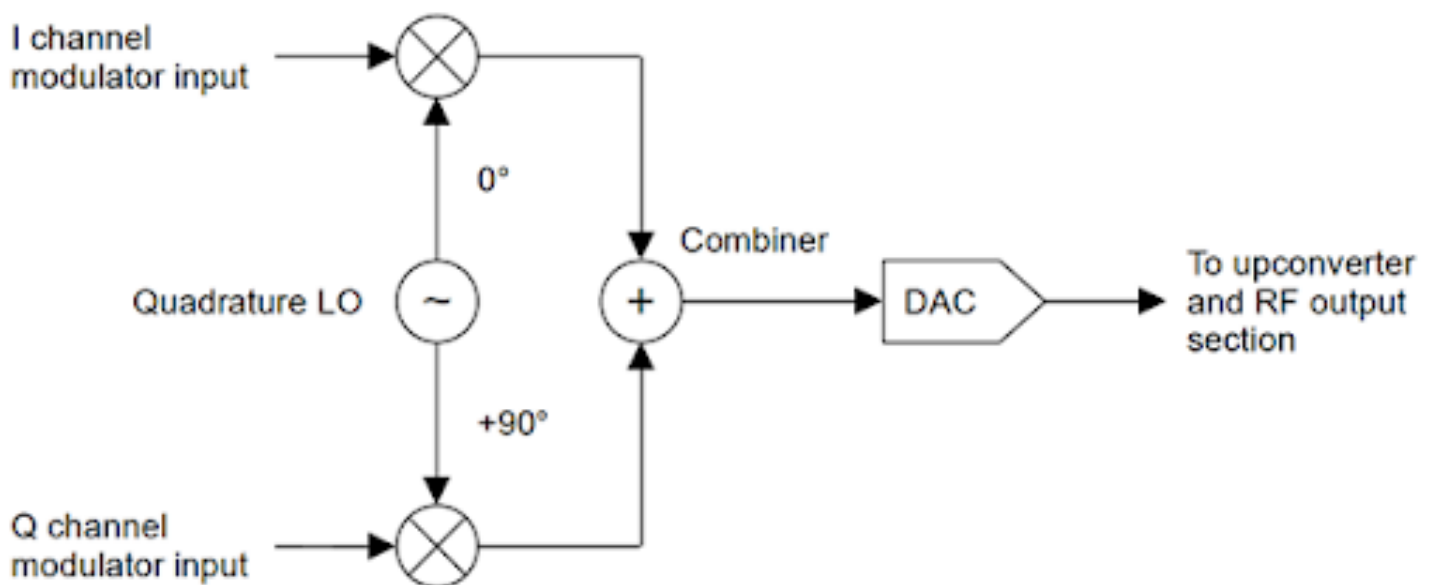 I channel
modulator input
0°
Combiner
Quadrature LO
~
+
DAC
To upconverter
and RF output
section
+90°
Q channel
modulator input